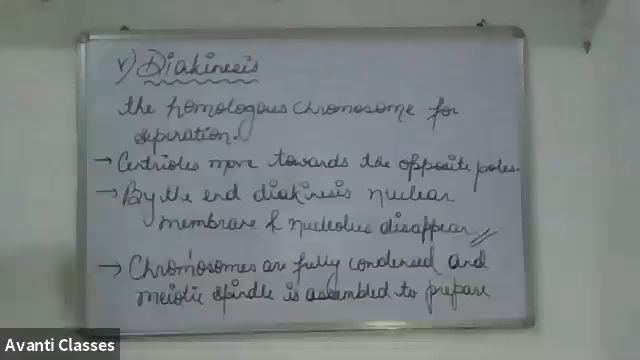 v) Diakinesis
the homologous chromosome for
sepiration.
→ Centrioles move towards the opposite poles.
→ By the end diakinesis nuclear
membrane & nucleolus disappear
→ Chromosomes are fully condensed and
meiotic spindle is assembled to prepare
Avanti Classes